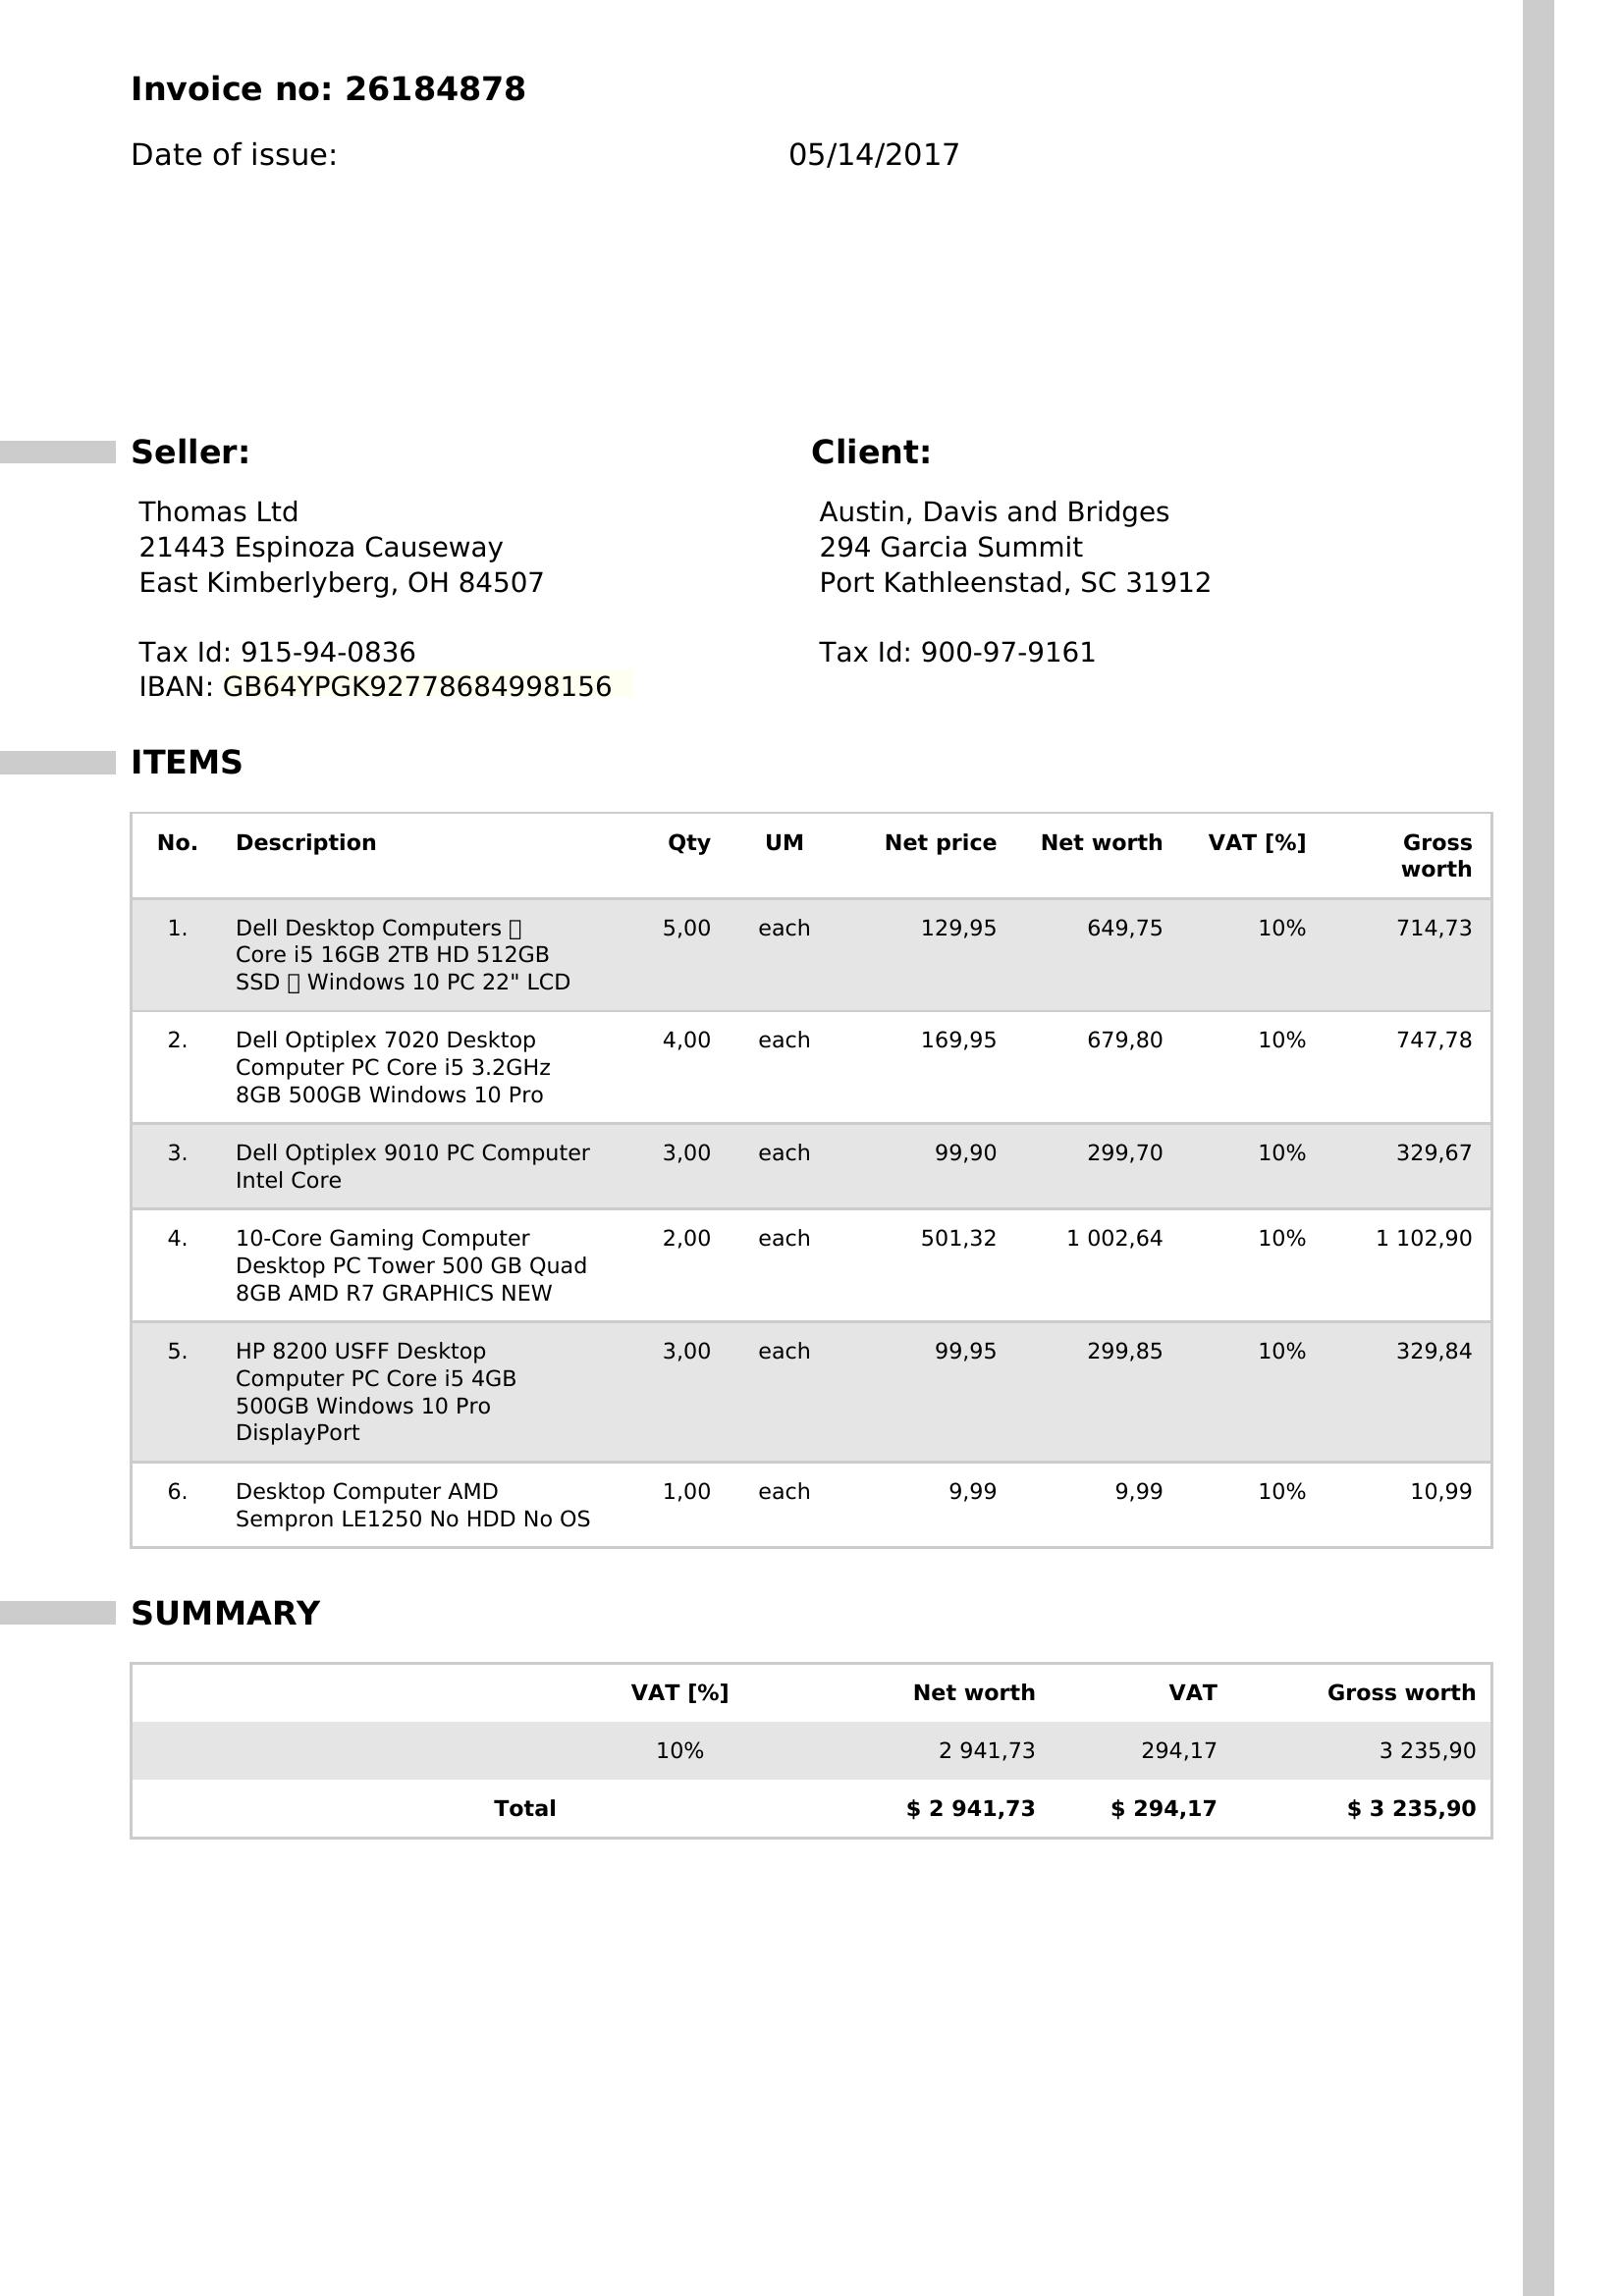 Invoice no: 26184878
Date of issue: 05/14/2017
Seller:
Thomas Ltd
21443 Espinoza Causeway
East Kimberlyberg, OH 84507
Tax Id: 915-94-0836
IBAN: GB64YPGK92778684998156
Client:
Austin, Davis and Bridges
294 Garcia Summit
Port Kathleenstad, SC 31912
Tax Id: 900-97-9161
ITEMS
No. Description Qty UM Net price Net worth VAT [%] Gross
worth
1. Dell Desktop Computers 5,00 each 129,95 649,75 10% 714,73
Core i5 16GB 2TB HD 512GB
SSD Windows 10 PC 22" LCD
2. Dell Optiplex 7020 Desktop 4,00 each 169,95 679,80 10% 747,78
Computer PC Core i5 3.2GHz
8GB 500GB Windows 10 Pro
3. Dell Optiplex 9010 PC Computer 3,00 each 99,90 299,70 10% 329,67
Intel Core
4. 10-Core Gaming Computer 2,00 each 501,32 1 002,64 10% 1 102,90
Desktop PC Tower 500 GB Quad
8GB AMD R7 GRAPHICS NEW
5. HP 8200 USFF Desktop 3,00 each 99,95 299,85 10% 329,84
Computer PC Core i5 4GB
500GB Windows 10 Pro
DisplayPort
6. Desktop Computer AMD 1,00 each 9,99 9,99 10% 10,99
Sempron LE1250 No HDD No OS
SUMMARY
VAT [%] Net worth VAT Gross worth
10% 2 941,73 294,17 3 235,90
Total $ 2 941,73 $ 294,17 $ 3 235,90